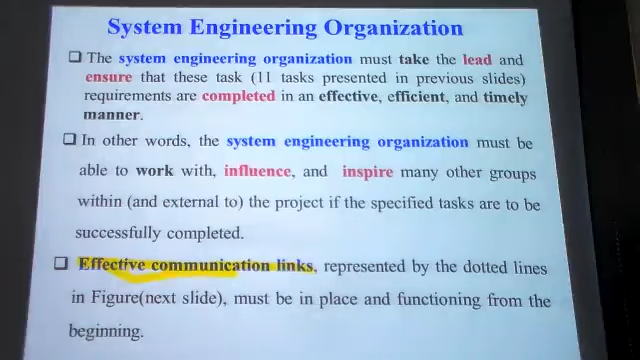 System Engineering Organization
❑ The system engineering organization must take the lead and
ensure that these task (11 tasks presented in previous slides)
requirements are completed in an effective, efficient, and timely
manner.
❑ In other words, the system engineering organization must be
able to work with, influence, and inspire many other groups
within (and external to) the project if the specified tasks are to be
successfully completed.
❑ Effective communication links, represented by the dotted lines
in Figure(next slide), must be in place and functioning from the
beginning.